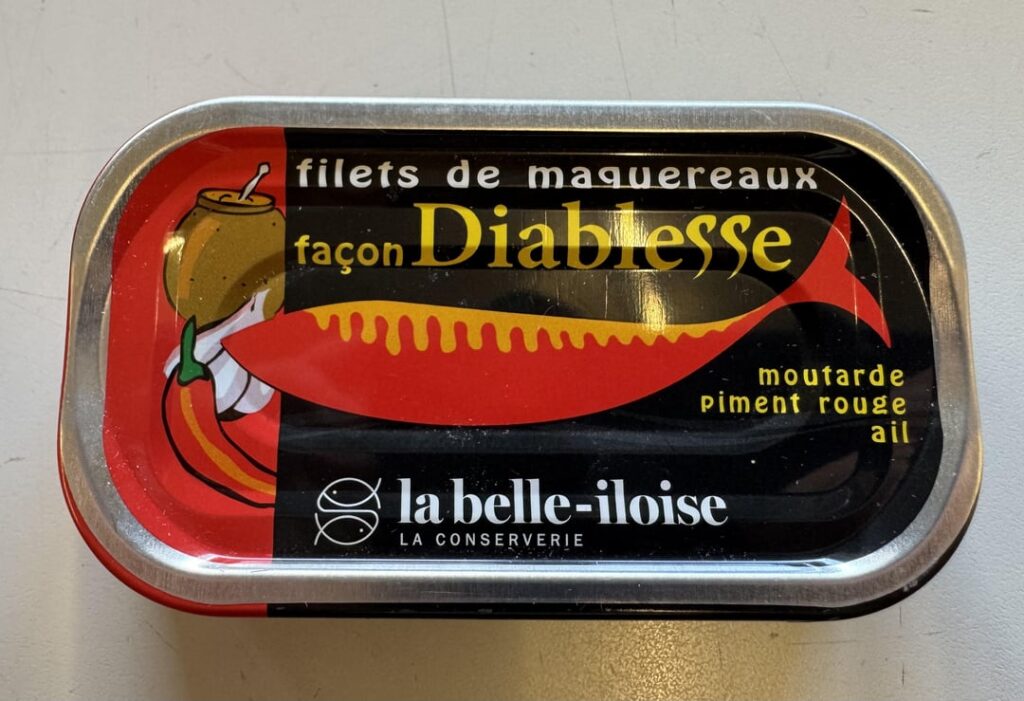 filets de maquereaux
façon Diablesse
moutarde
piment rouge
ail
la belle-iloise
LA CONSERVERIE